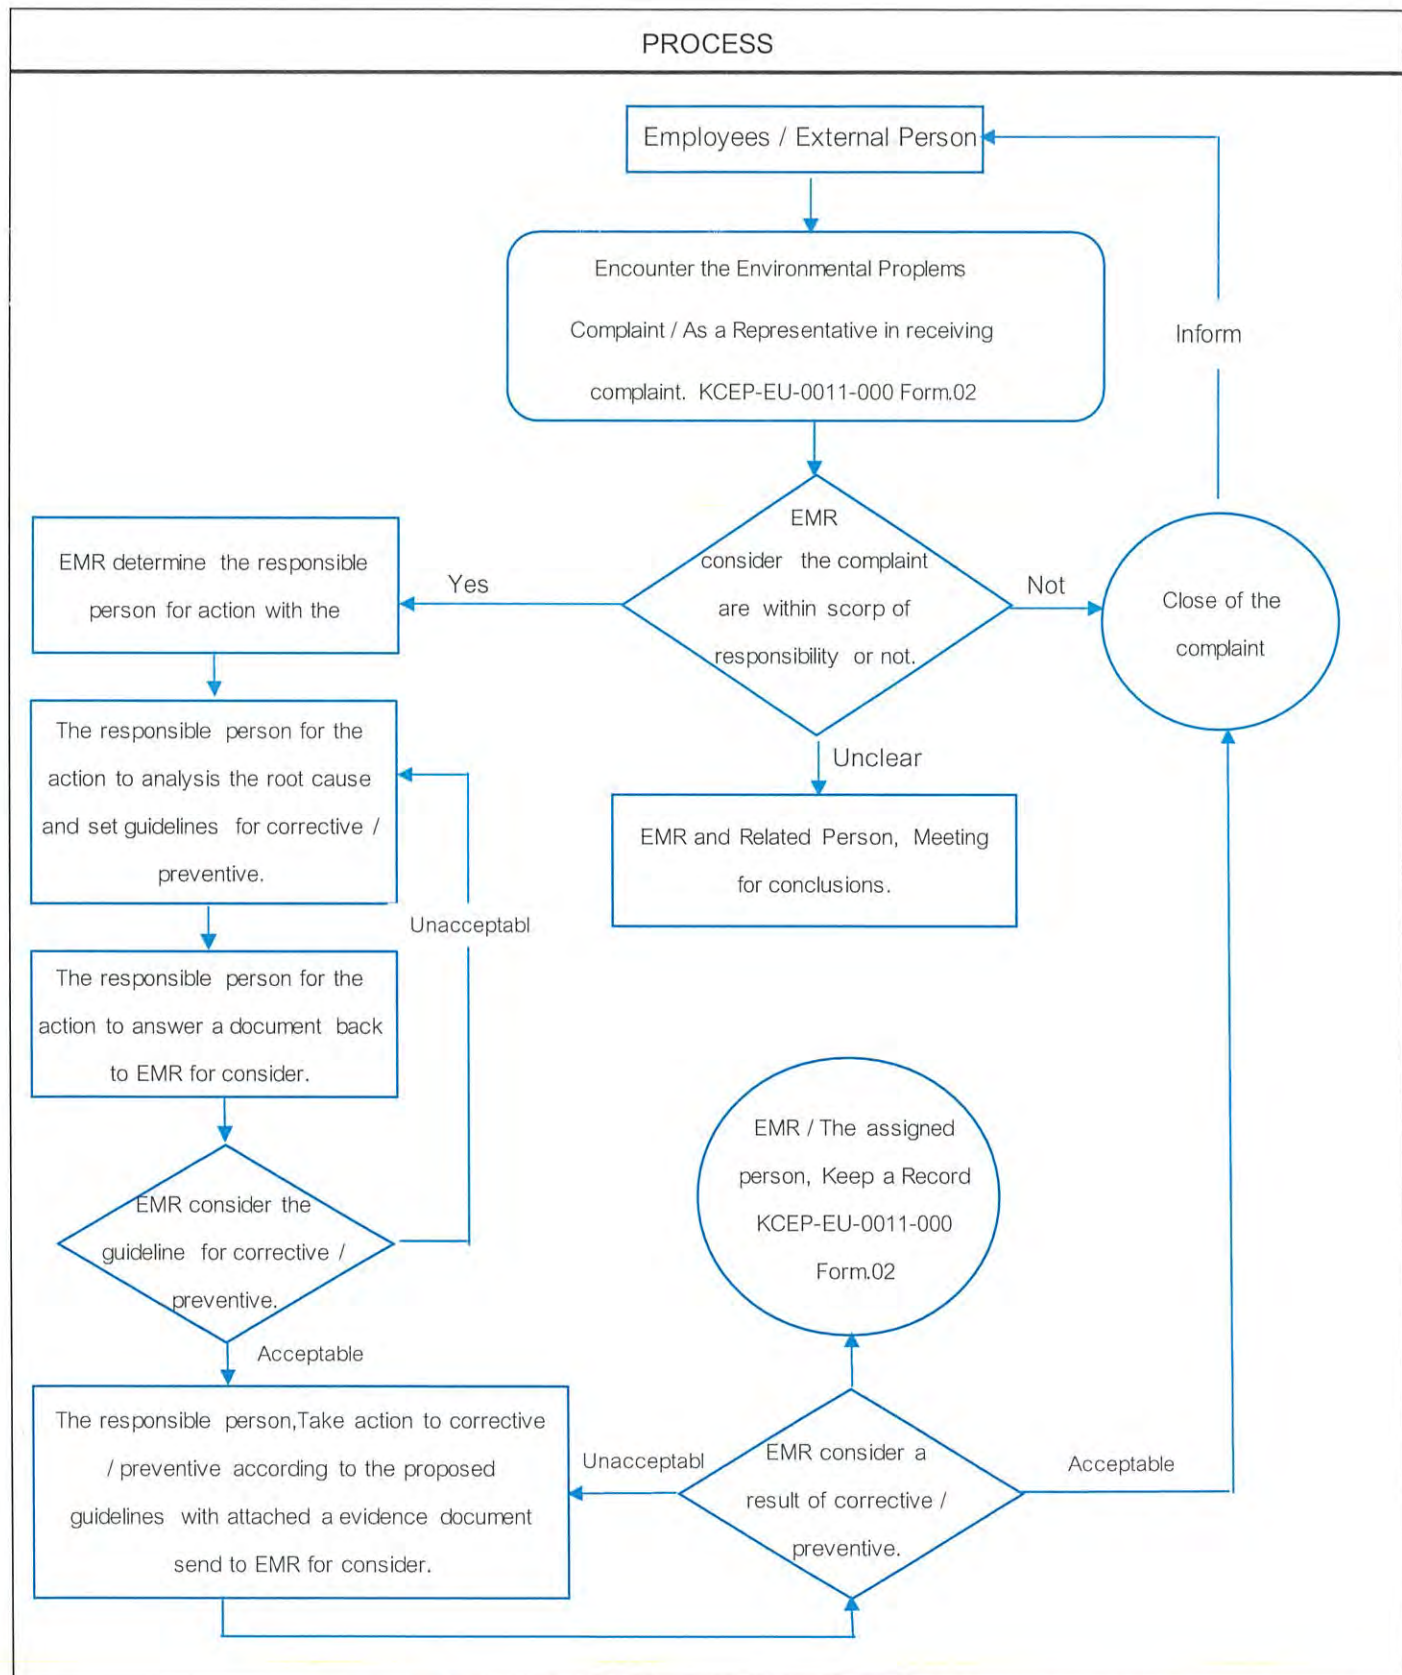 PROCESS
Employees / External Person
Encounter the Environmental Proplems
Complaint / As a Representative in receiving
complaint. KCEP-EU-0011-000 Form.02
Inform
EMR
consider the complaint
are within scorp of
responsibility or not.
Yes
Not
Unclear
EMR determine the responsible
person for action with the
Close of the
complaint
The responsible person for the
action to analysis the root cause
and set guidelines for corrective /
preventive.
EMR and Related Person, Meeting
for conclusions.
Unacceptabl
The responsible person for the
action to answer a document back
to EMR for consider.
EMR consider the
guideline for corrective /
preventive.
Acceptable
EMR / The assigned
person, Keep a Record
KCEP-EU-0011-000
Form.02
The responsible person,Take action to corrective
/ preventive according to the proposed
guidelines with attached a evidence document
send to EMR for consider.
Unacceptabl
EMR consider a
result of corrective /
preventive.
Acceptable